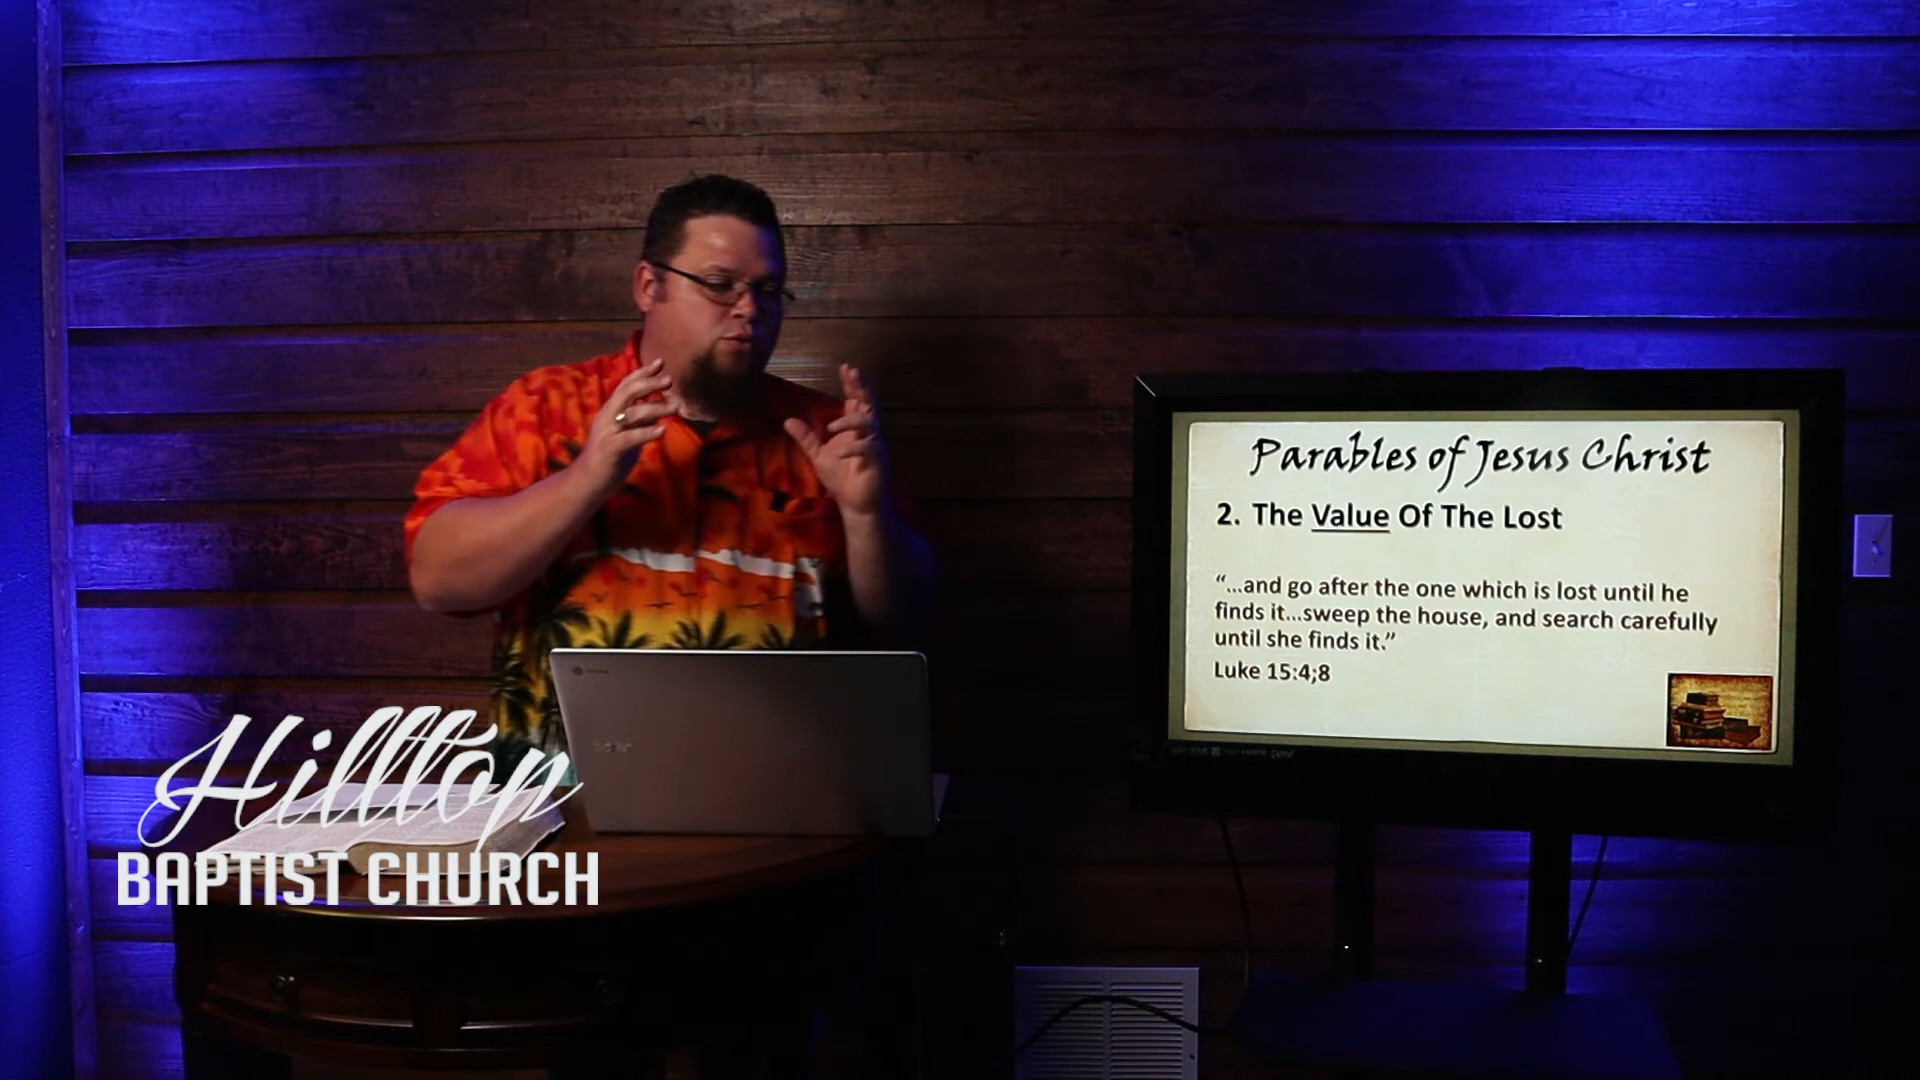 Parables of Jesus Christ
2. The Value Of The Lost
“...and go after the one which is lost until he
finds it...sweep the house, and search carefully
until she finds it.”
Luke 15:4;8
Hilltop
BAPTIST CHURCH